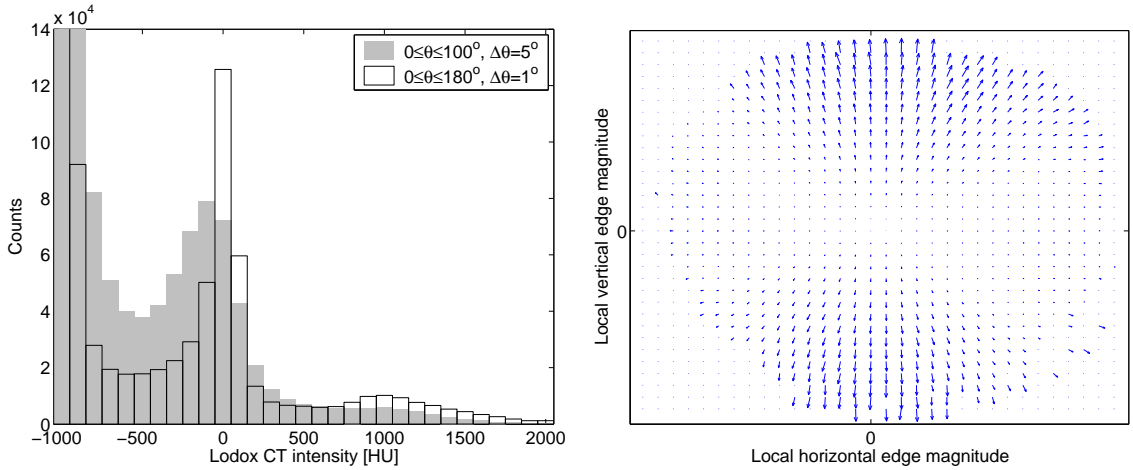 x 10⁴
14
12
10
8
6
4
2
0
Counts
−1000
−500
0
500
1000
1500
2000
Lodox CT intensity [HU]
0≤θ≤100°, Δθ=5°
0≤θ≤180°, Δθ=1°
Local vertical edge magnitude
0
0
Local horizontal edge magnitude